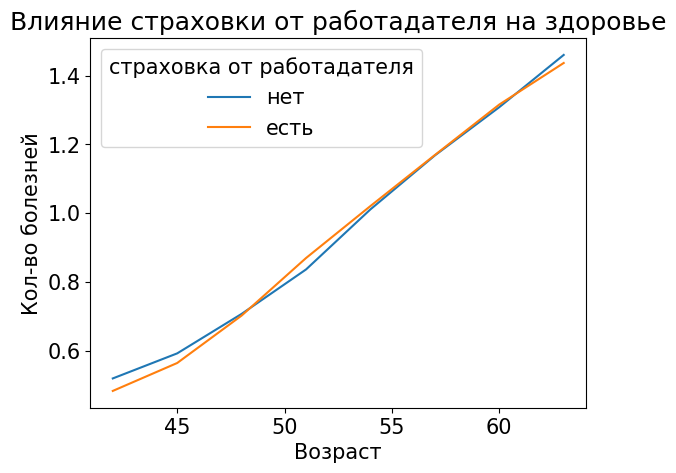 Влияние страховки от работадателя на здоровье
страховка от работадателя
нет
есть
Кол-во болезней
1.4
1.2
1.0
0.8
0.6
45 50 55 60
Возраст